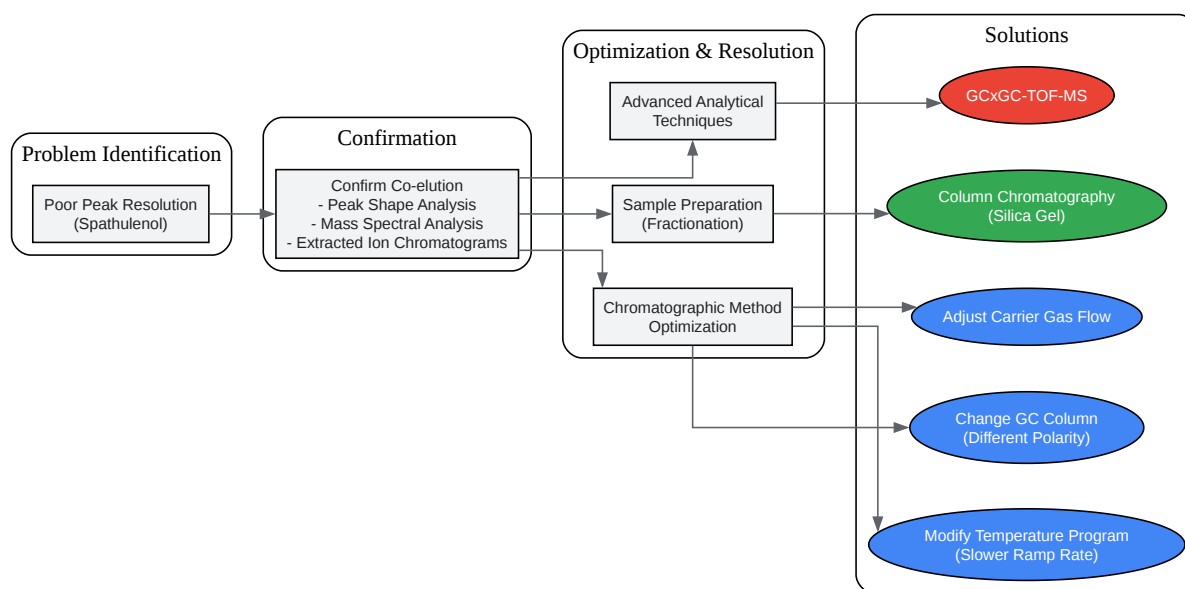 Problem Identification
Poor Peak Resolution
(Spathulenol)
Confirmation
Confirm Co-elution
- Peak Shape Analysis
- Mass Spectral Analysis
- Extracted Ion Chromatograms
Optimization & Resolution
Advanced Analytical
Techniques
Sample Preparation
(Fractionation)
Chromatographic Method
Optimization
Solutions
GCxGC-TOF-MS
Column Chromatography
(Silica Gel)
Adjust Carrier Gas Flow
Change GC Column
(Different Polarity)
Modify Temperature Program
(Slower Ramp Rate)